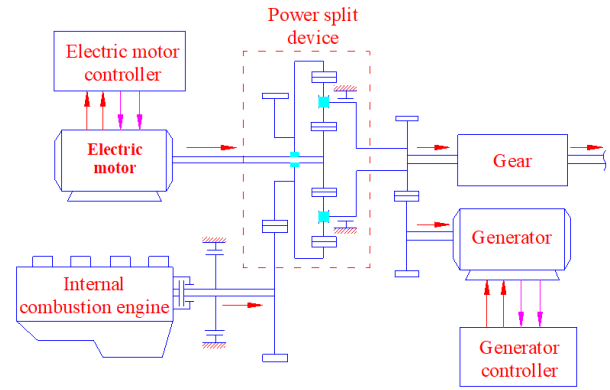 Power split
device
Electric motor
controller
Electric
motor
Gear
Generator
Internal
combustion engine
Generator
controller